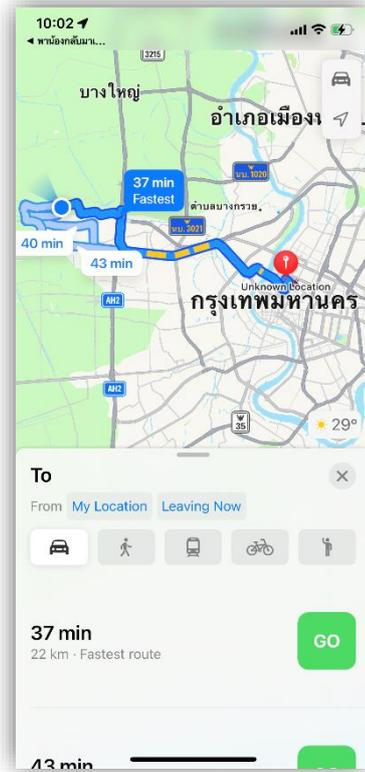 10:02
◀ พาน้องกลับมาเ...
3215
บางใหญ่
อำเภอเมือง
นบ. 1020
37 min
Fastest
ตำบลบางกรวย
นบ. 3021
40 min
43 min
Unknown Location
กรุงเทพมหานคร
AH2
AH2
35
29°
To
From My Location Leaving Now
37 min
GO
22 km · Fastest route
43 min